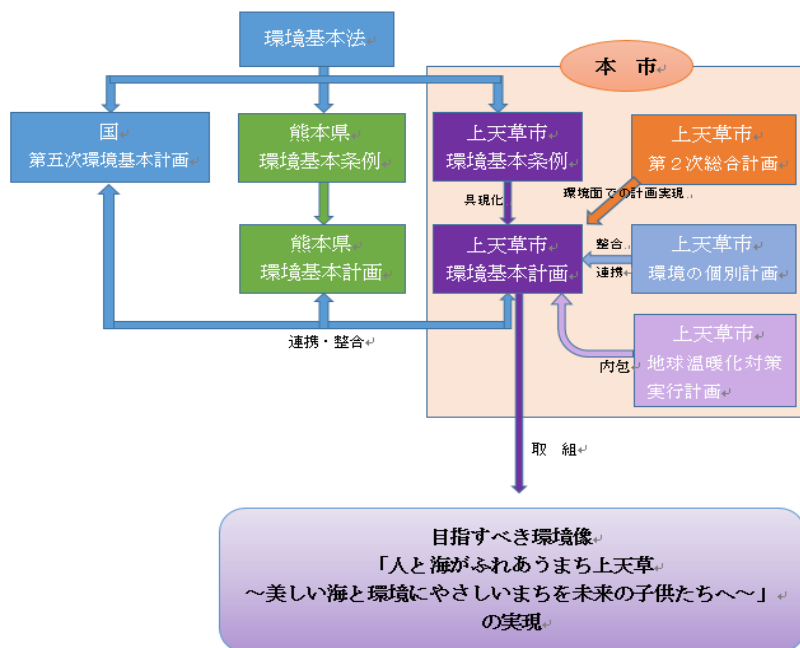 環境基本法
本 市
国
第五次環境基本計画
熊本県
環境基本条例
上天草市
環境基本条例
上天草市
第２次総合計画
具現化
環境面での計画実現
熊本県
環境基本計画
上天草市
環境基本計画
整合
連携
上天草市
環境の個別計画
連携・整合
内包
上天草市
地球温暖化対策
実行計画
取 組
目指すべき環境像
「人と海がふれあうまち上天草
～美しい海と環境にやさしいまちを未来の子供たちへ～」
の実現